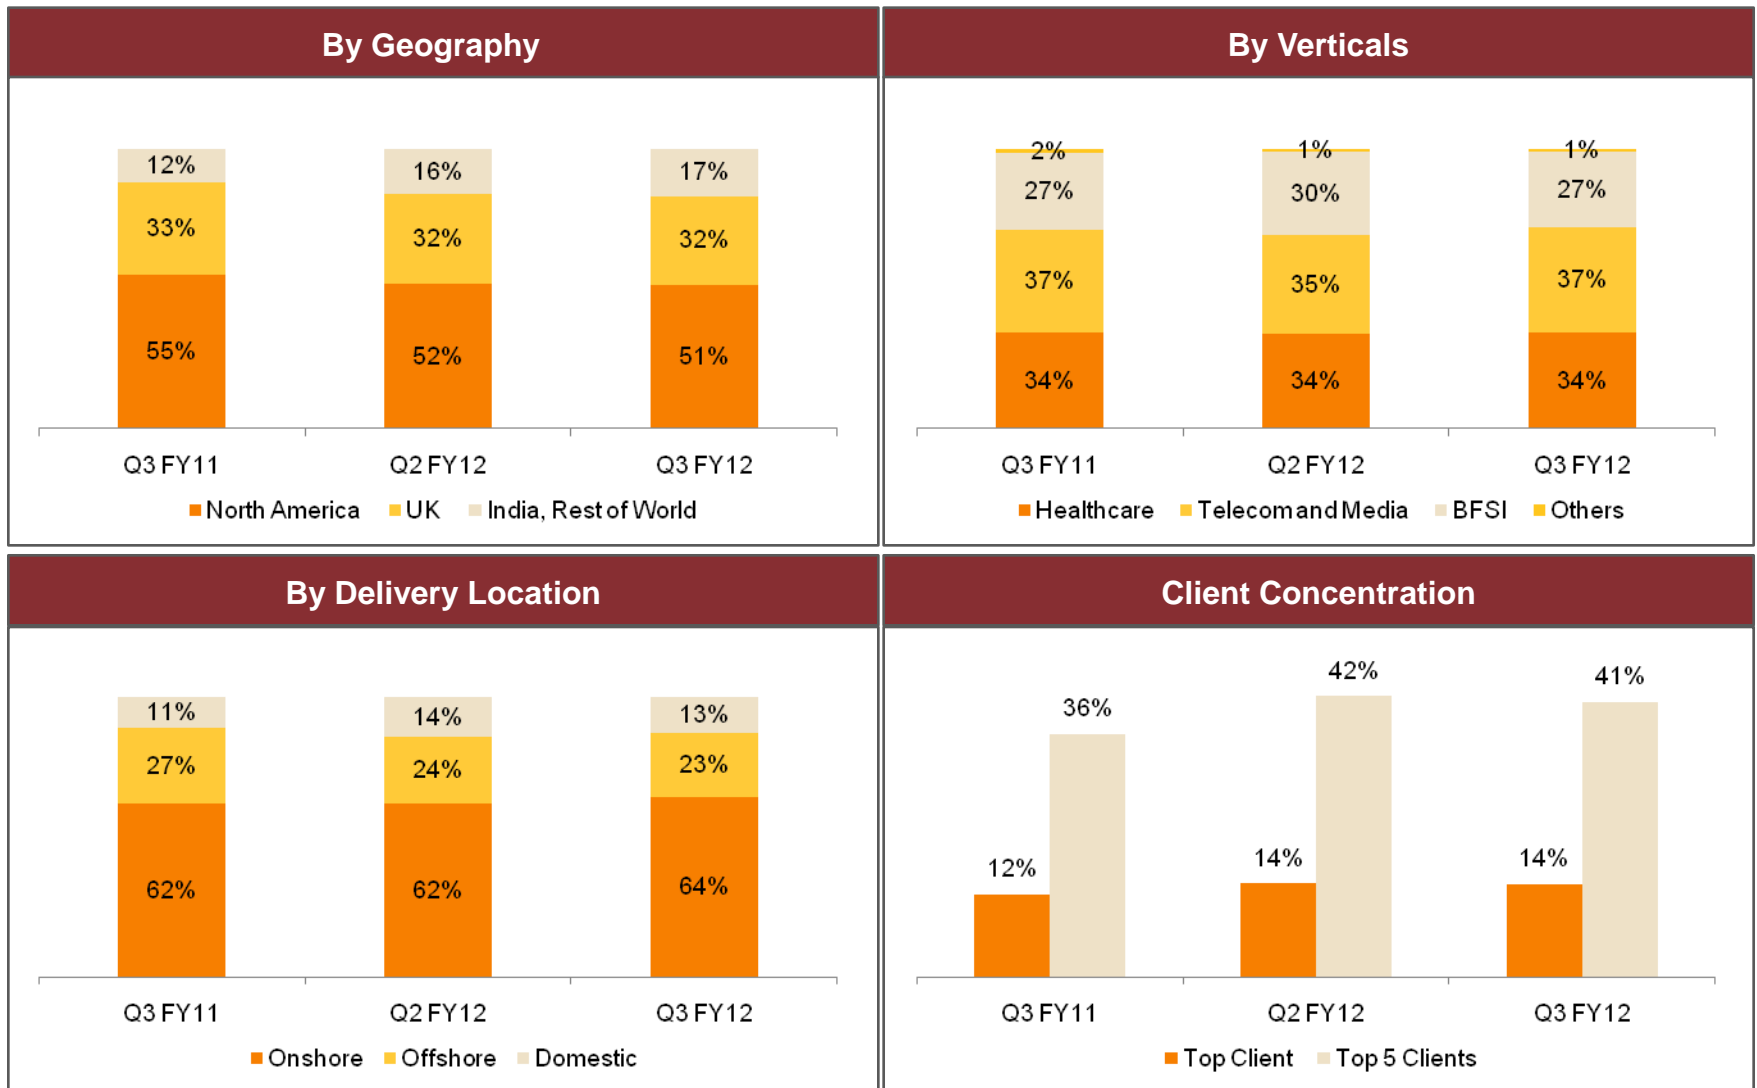 By Geography
12%
16%
17%
33%
32%
32%
55%
52%
51%
Q3 FY11
Q2 FY12
Q3 FY12
North America
UK
India, Rest of World
By Verticals
2%
1%
1%
27%
30%
27%
37%
35%
37%
34%
34%
34%
Q3 FY11
Q2 FY12
Q3 FY12
Healthcare
Telecom and Media
BFSI
Others
By Delivery Location
11%
14%
13%
27%
24%
23%
62%
62%
64%
Q3 FY11
Q2 FY12
Q3 FY12
Onshore
Offshore
Domestic
Client Concentration
36%
42%
41%
12%
14%
14%
Q3 FY11
Q2 FY12
Q3 FY12
Top Client
Top 5 Clients